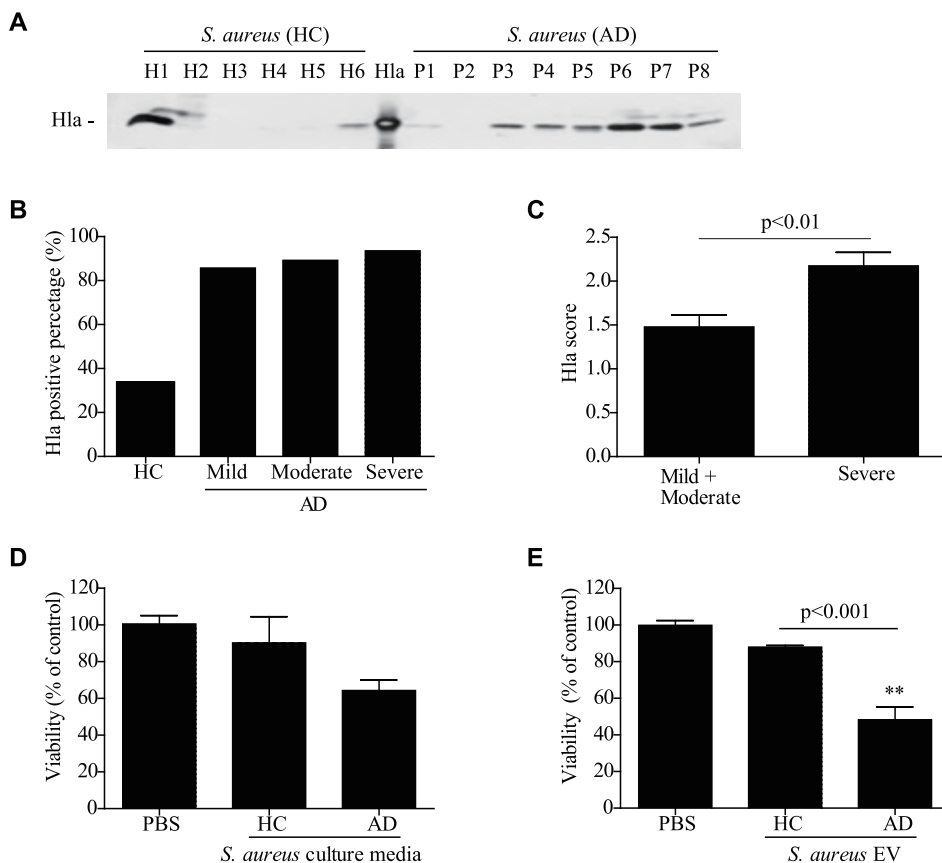 A
S. aureus (HC) S. aureus (AD)
H1 H2 H3 H4 H5 H6 Hla P1 P2 P3 P4 P5 P6 P7 P8
Hla -
B
Hla positive percetage (%)
100
80
60
40
20
0
HC Mild Moderate Severe
AD
C
p<0.01
Hla score
2.5
2.0
1.5
1.0
0.5
0.0
Mild +
Moderate
Severe
D
Viability (% of control)
120
100
80
60
40
20
0
PBS HC AD
S. aureus culture media
E
p<0.001
**
Viability (% of control)
120
100
80
60
40
20
0
PBS HC AD
S. aureus EV